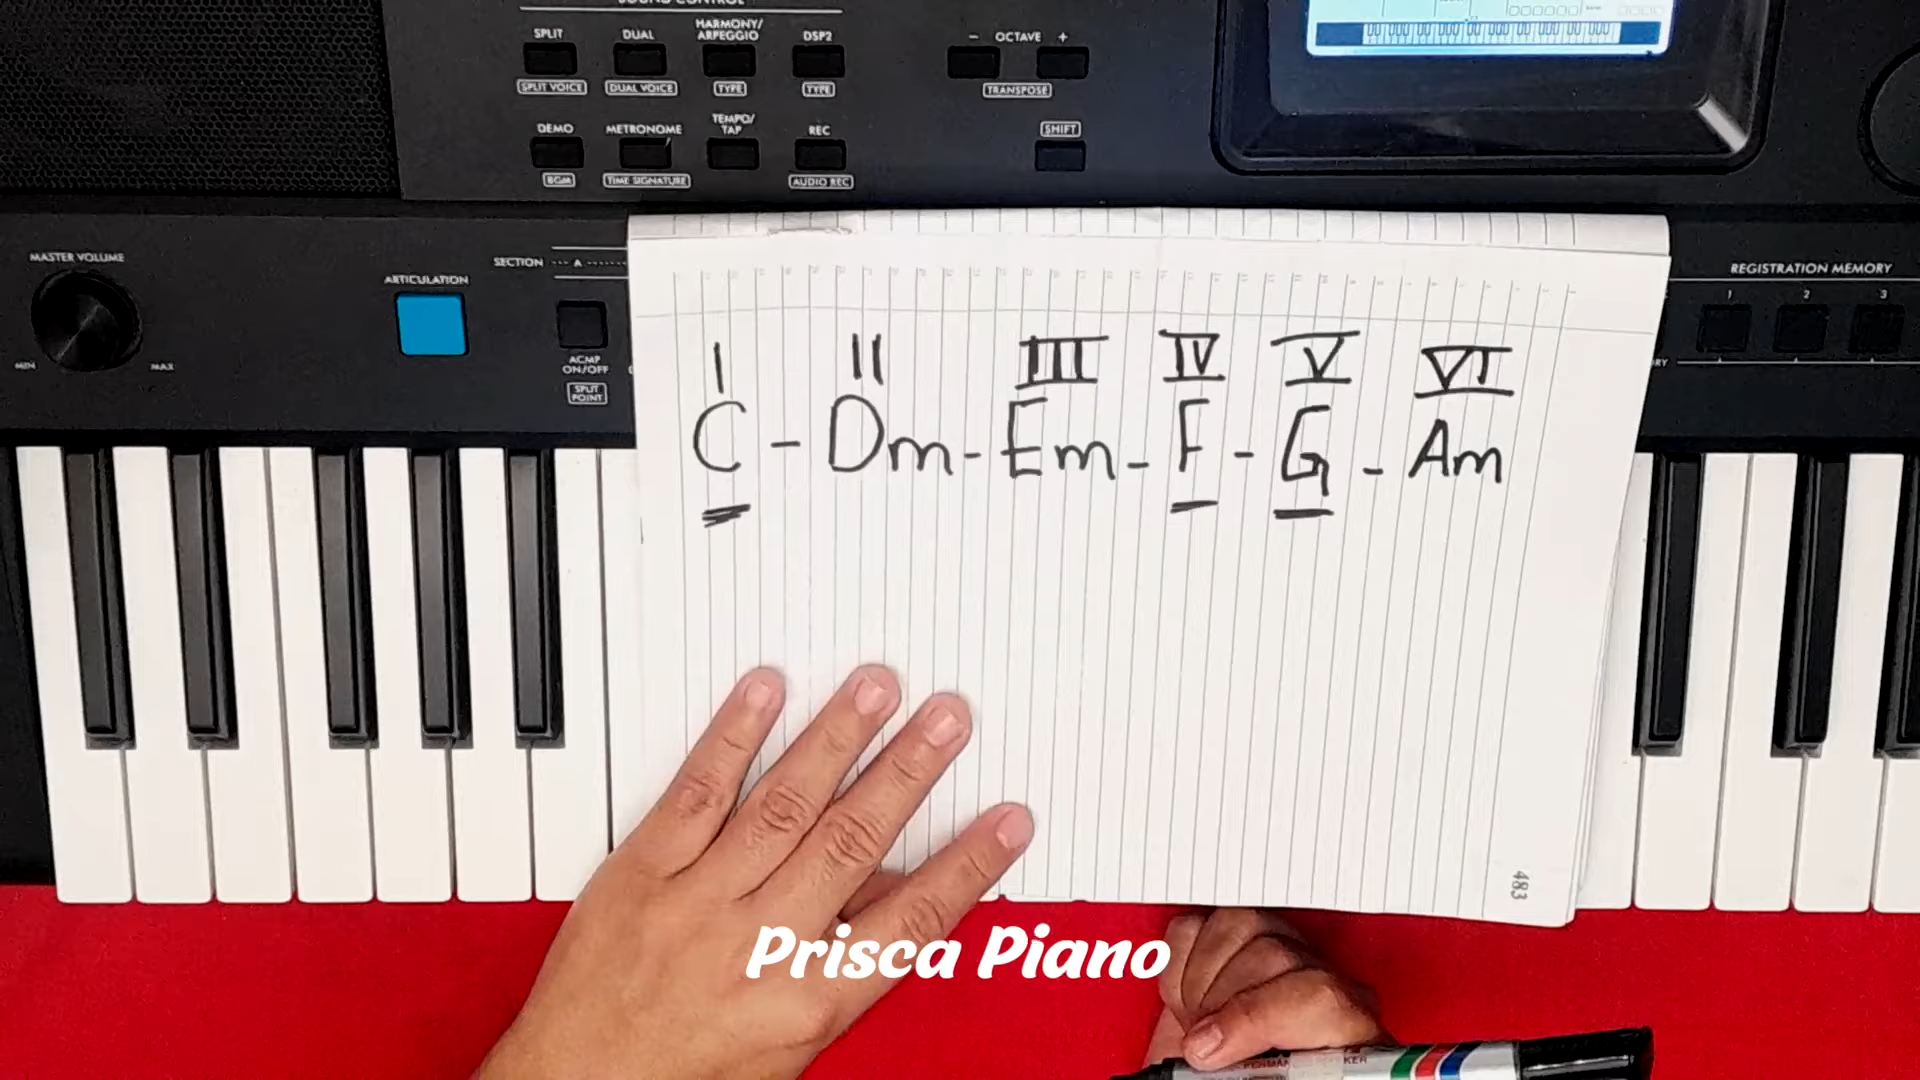 SOUND CONTROL
SPLIT DUAL HARMONY/ARPEGGIO DSP2
SPLIT VOICE DUAL VOICE TYPE TYPE
DEMO METRONOME TEMPO/TAP REC
BGM TIME SIGNATURE AUDIO REC
- OCTAVE +
TRANSPOSE
SHIFT
MASTER VOLUME
MIN MAX
ARTICULATION
SECTION A
ACMP
ON/OFF
SPLIT
POINT
REGISTRATION MEMORY
1 2 3
I II III IV V VI
C - Dm - Em - F - G - Am
483
Prisca Piano